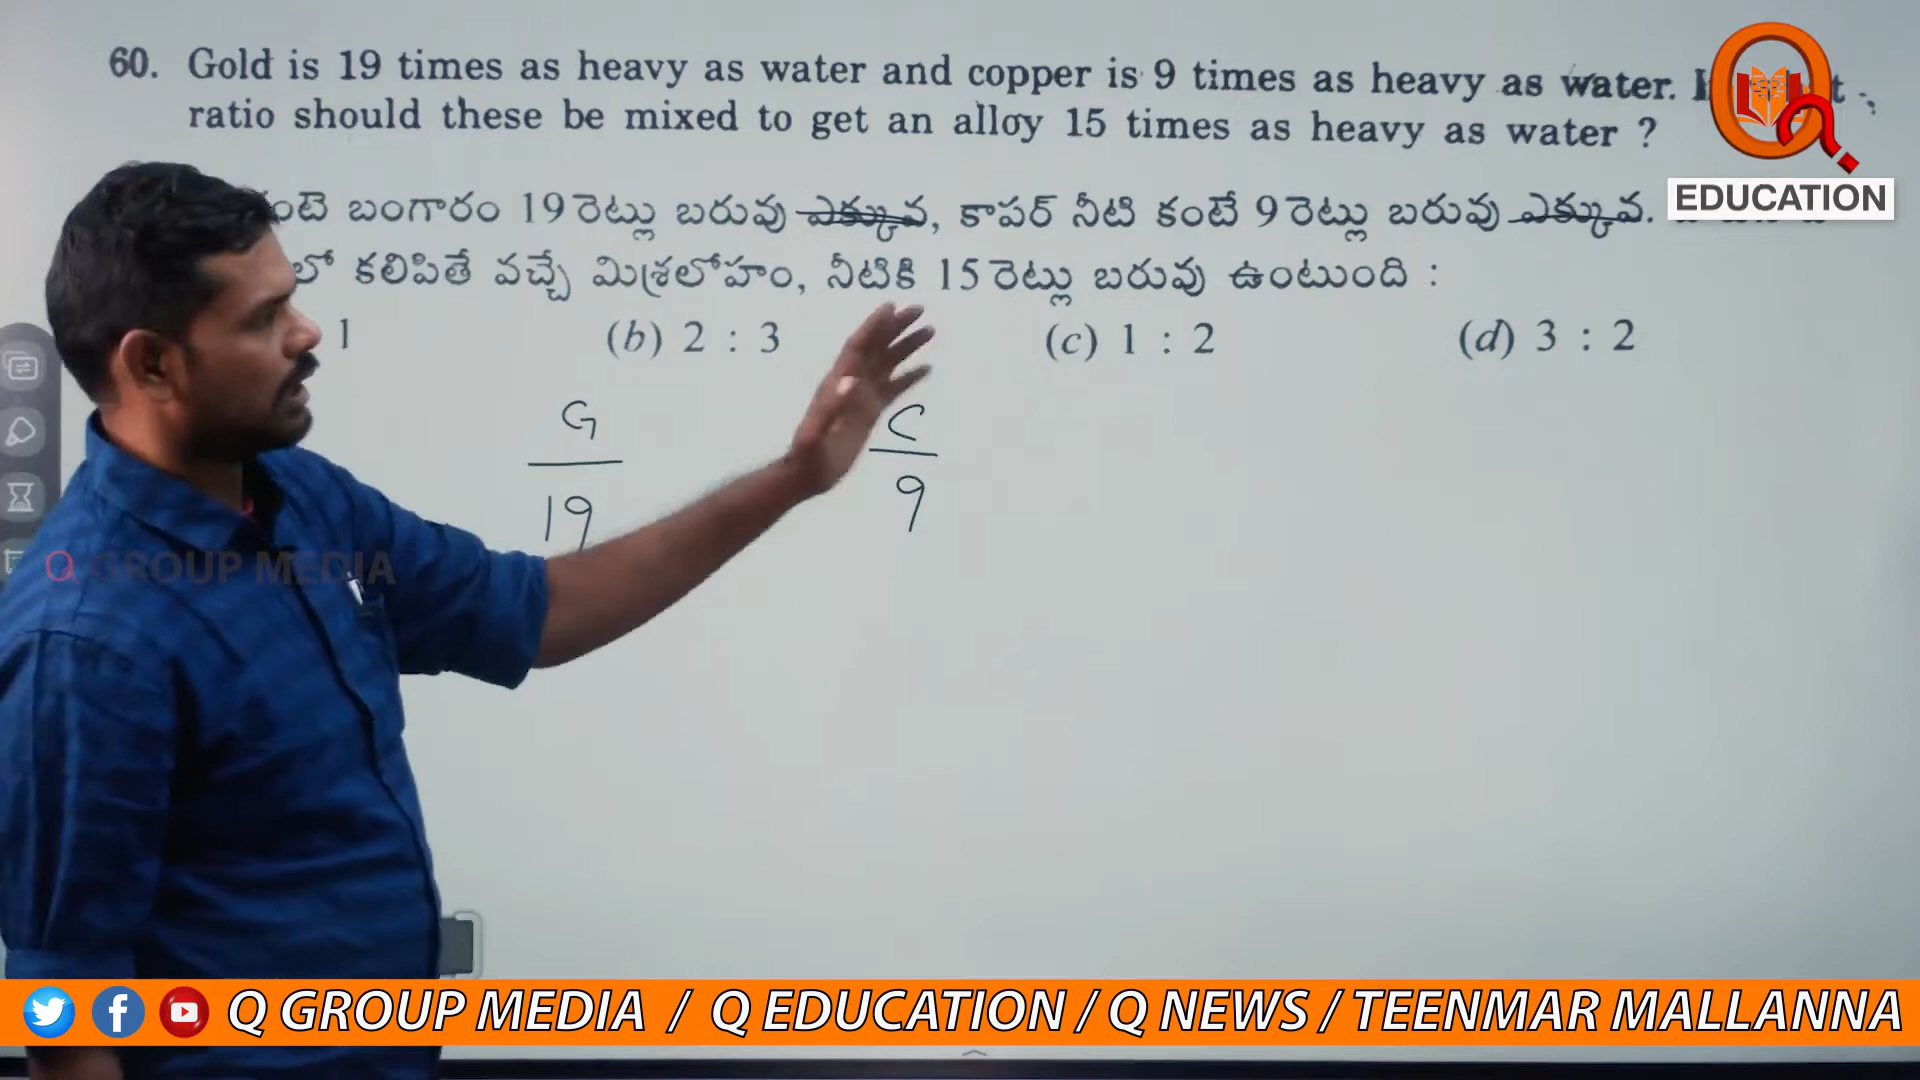 60. Gold is 19 times as heavy as water and copper is 9 times as heavy as water.
ratio should these be mixed to get an alloy 15 times as heavy as water ?
బంగారం 19 రెట్లు బరువు ఎక్కువ, కాపర్ నీటి కంటే 9 రెట్లు బరువు ఎక్కువ.
కలిపితే వచ్చే మిశ్రలోహం, నీటికి 15 రెట్లు బరువు ఉంటుంది :
1 (b) 2 : 3 (c) 1 : 2 (d) 3 : 2
G C
19 9
EDUCATION
Q GROUP MEDIA
Q GROUP MEDIA / Q EDUCATION / Q NEWS / TEENMAR MALLANNA